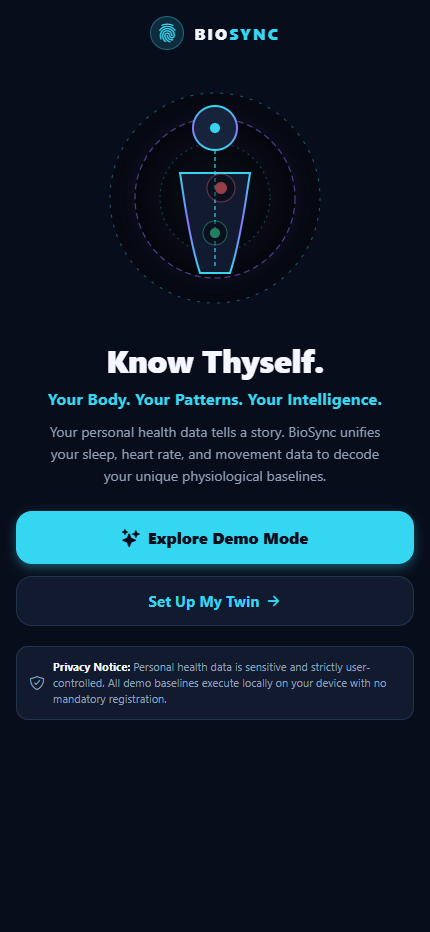 BIOSYNC
Know Thyself.
Your Body. Your Patterns. Your Intelligence.
Your personal health data tells a story. BioSync unifies
your sleep, heart rate, and movement data to decode
your unique physiological baselines.
Explore Demo Mode
Set Up My Twin →
Privacy Notice: Personal health data is sensitive and strictly user-
controlled. All demo baselines execute locally on your device with no
mandatory registration.